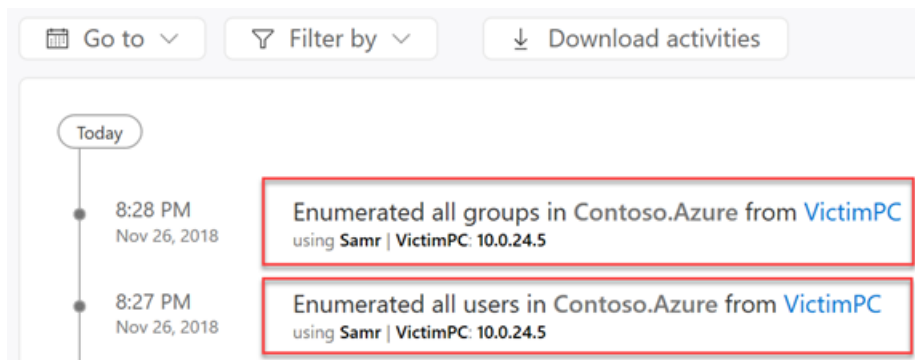 Go to
Filter by
Download activities
Today
8:28 PM
Nov 26, 2018
Enumerated all groups in Contoso.Azure from VictimPC
using Samr | VictimPC: 10.0.24.5
8:27 PM
Nov 26, 2018
Enumerated all users in Contoso.Azure from VictimPC
using Samr | VictimPC: 10.0.24.5